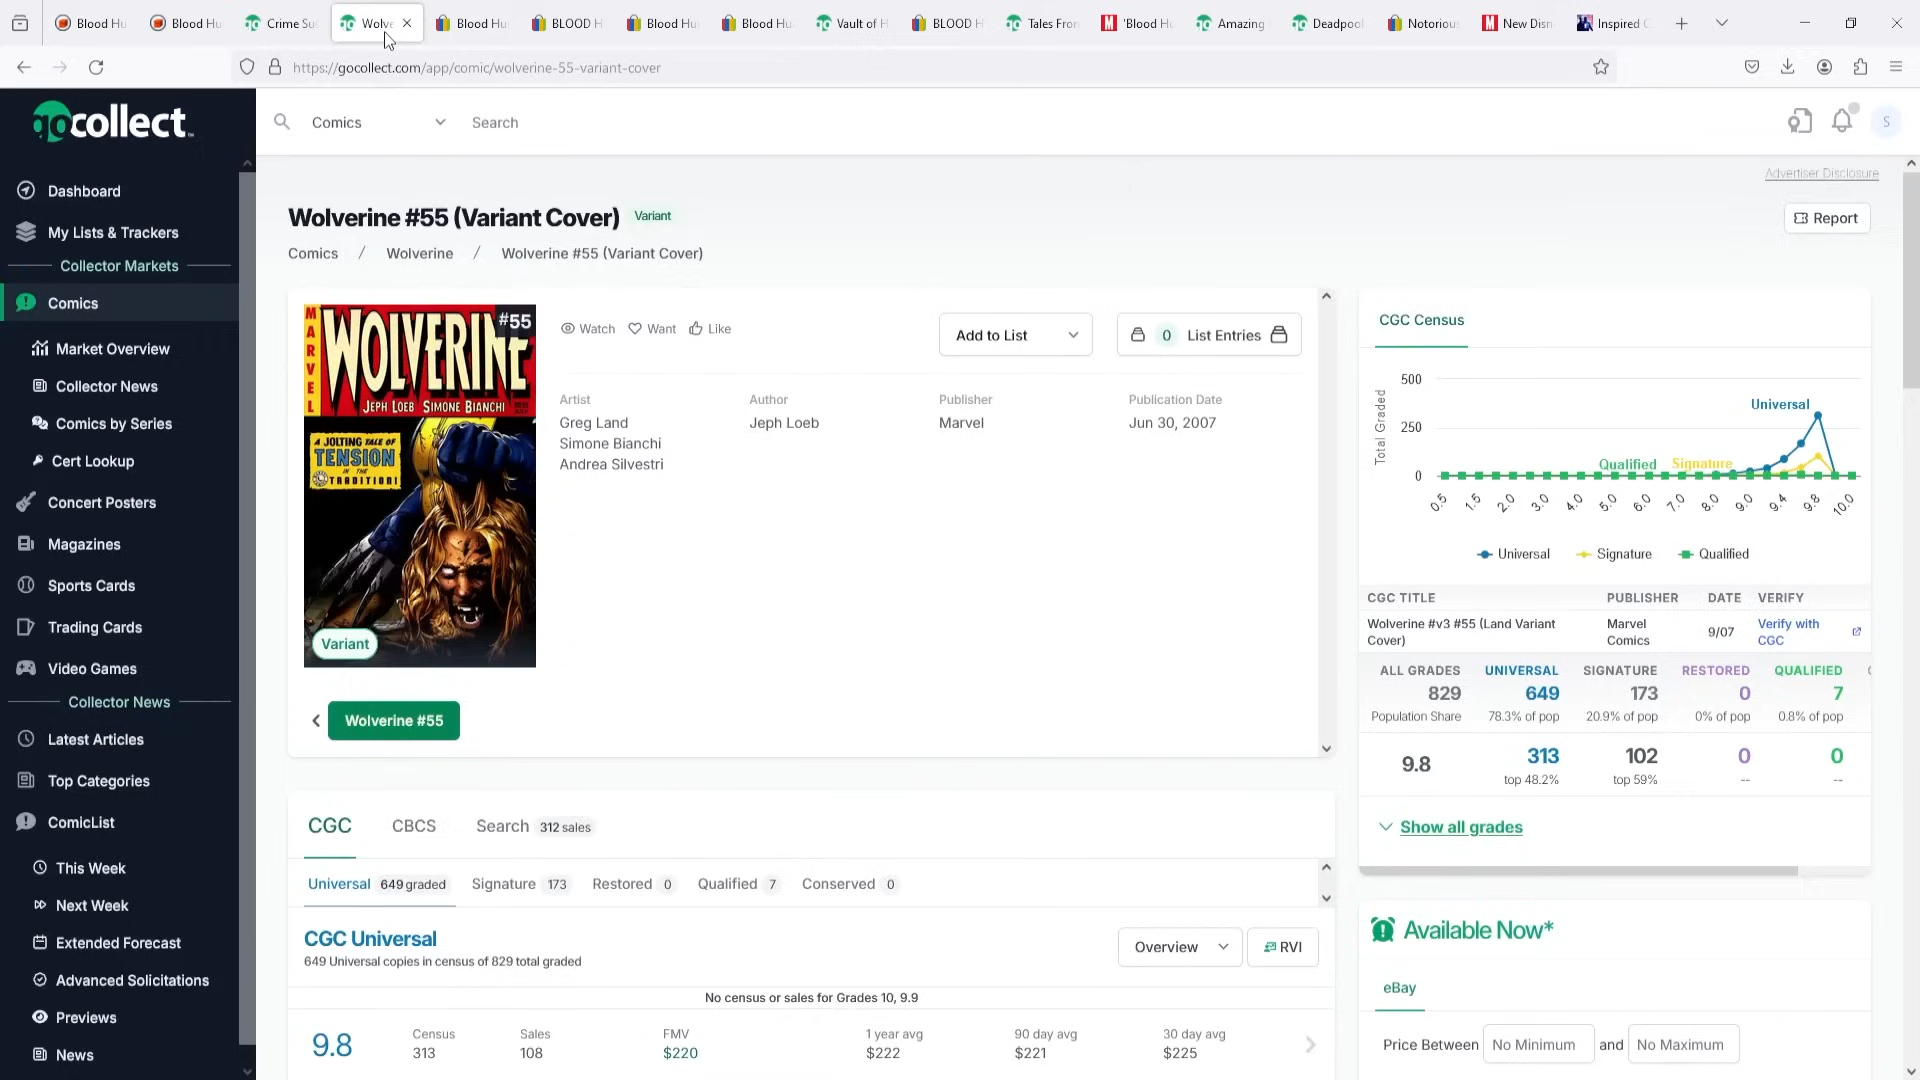 Blood Hu
Blood Hu
Crime Su
Wolve
Blood Hu
BLOOD H
Blood Hu
Blood Hu
Vault of H
BLOOD H
Tales From
'Blood Hu
Amazing
Deadpool
Notorious
New Disn
Inspired C
https://gocollect.com/app/comic/wolverine-55-variant-cover
gocollect
Comics
Search
S
Advertiser Disclosure
Dashboard
My Lists & Trackers
Collector Markets
Comics
Market Overview
Collector News
Comics by Series
Cert Lookup
Concert Posters
Magazines
Sports Cards
Trading Cards
Video Games
Collector News
Latest Articles
Top Categories
ComicList
This Week
Next Week
Extended Forecast
Advanced Solicitations
Previews
News
Wolverine #55 (Variant Cover) Variant
Report
Comics / Wolverine / Wolverine #55 (Variant Cover)
MARVEL
#55
WOLVERINE
JEPH LOEB SIMONE BIANCHI
A JOLTING TALE OF
TENSION
IN THE
TRADITION!
Variant
Watch Want Like
Add to List
0 List Entries
Artist
Greg Land
Simone Bianchi
Andrea Silvestri
Author
Jeph Loeb
Publisher
Marvel
Publication Date
Jun 30, 2007
Wolverine #55
CGC CBCS Search 312 sales
Universal 649 graded Signature 173 Restored 0 Qualified 7 Conserved 0
CGC Universal
649 Universal copies in census of 829 total graded
Overview
RVI
No census or sales for Grades 10, 9.9
9.8
Census
313
Sales
108
FMV
$220
1 year avg
$222
90 day avg
$221
30 day avg
$225
CGC Census
Total Graded
500
250
0
Universal
Qualified
Signature
0.5 1.5 2.0 3.0 4.0 5.0 6.0 7.0 8.0 9.0 9.4 9.8 10.0
Universal Signature Qualified
CGC TITLE PUBLISHER DATE VERIFY
Wolverine #v3 #55 (Land Variant
Cover)
Marvel
Comics
9/07
Verify with
CGC
ALL GRADES UNIVERSAL SIGNATURE RESTORED QUALIFIED
829 649 173 0 7
Population Share 78.3% of pop 20.9% of pop 0% of pop 0.8% of pop
9.8 313 102 0 0
top 48.2% top 59% -- --
Show all grades
Available Now*
eBay
Price Between No Minimum and No Maximum